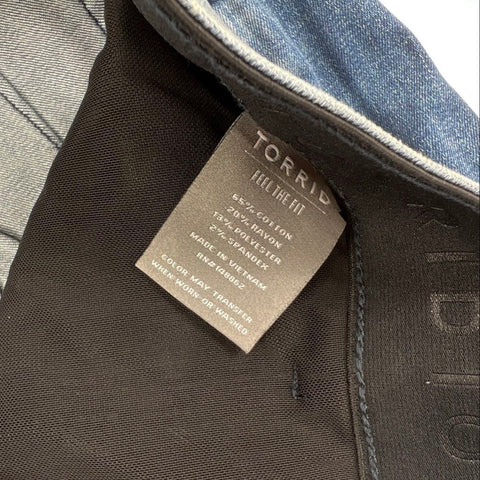 TORRID
FEEL THE FIT
65% COTTON
20% RAYON
13% POLYESTER
2% SPANDEX
MADE IN VIETNAM
COLOR MAY TRANSFER
WHEN WORN OR WASHED